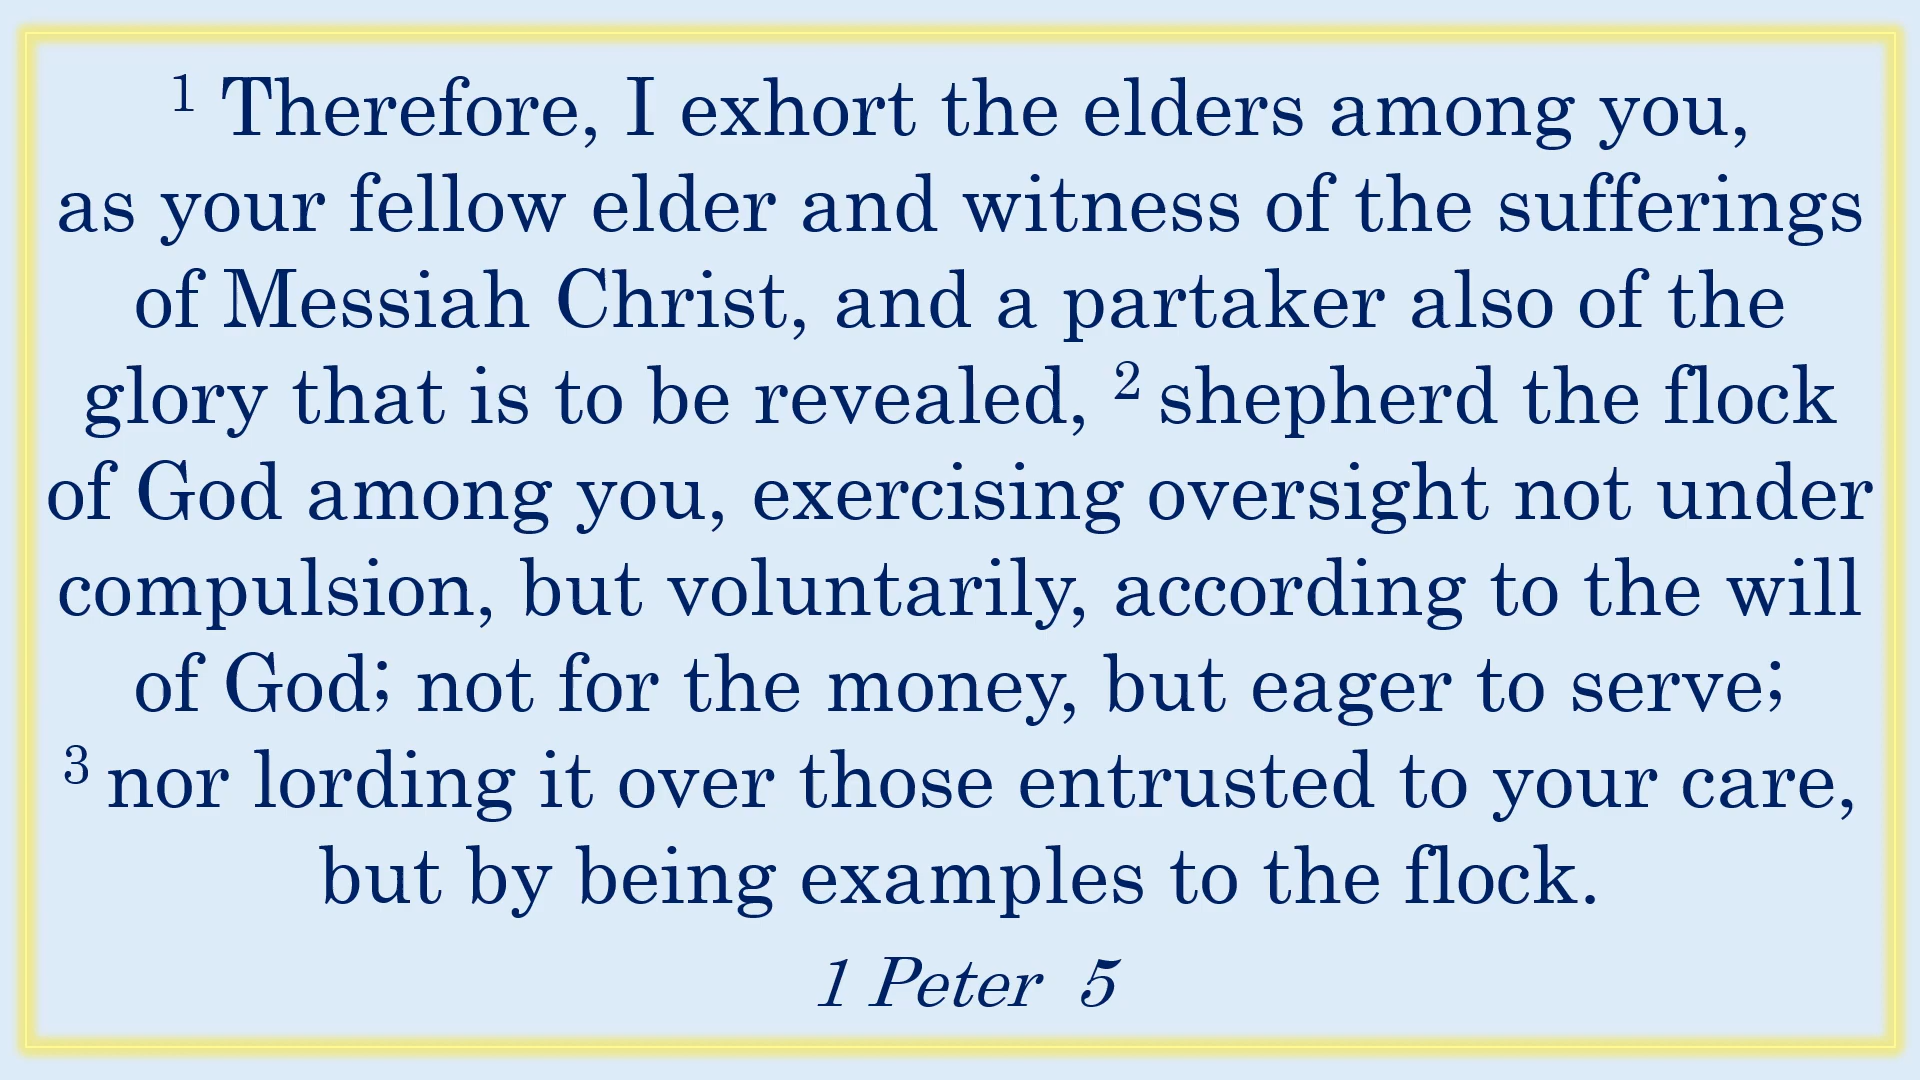 1 Therefore, I exhort the elders among you,
as your fellow elder and witness of the sufferings
of Messiah Christ, and a partaker also of the
glory that is to be revealed, 2 shepherd the flock
of God among you, exercising oversight not under
compulsion, but voluntarily, according to the will
of God; not for the money, but eager to serve;
3 nor lording it over those entrusted to your care,
but by being examples to the flock.
1 Peter 5